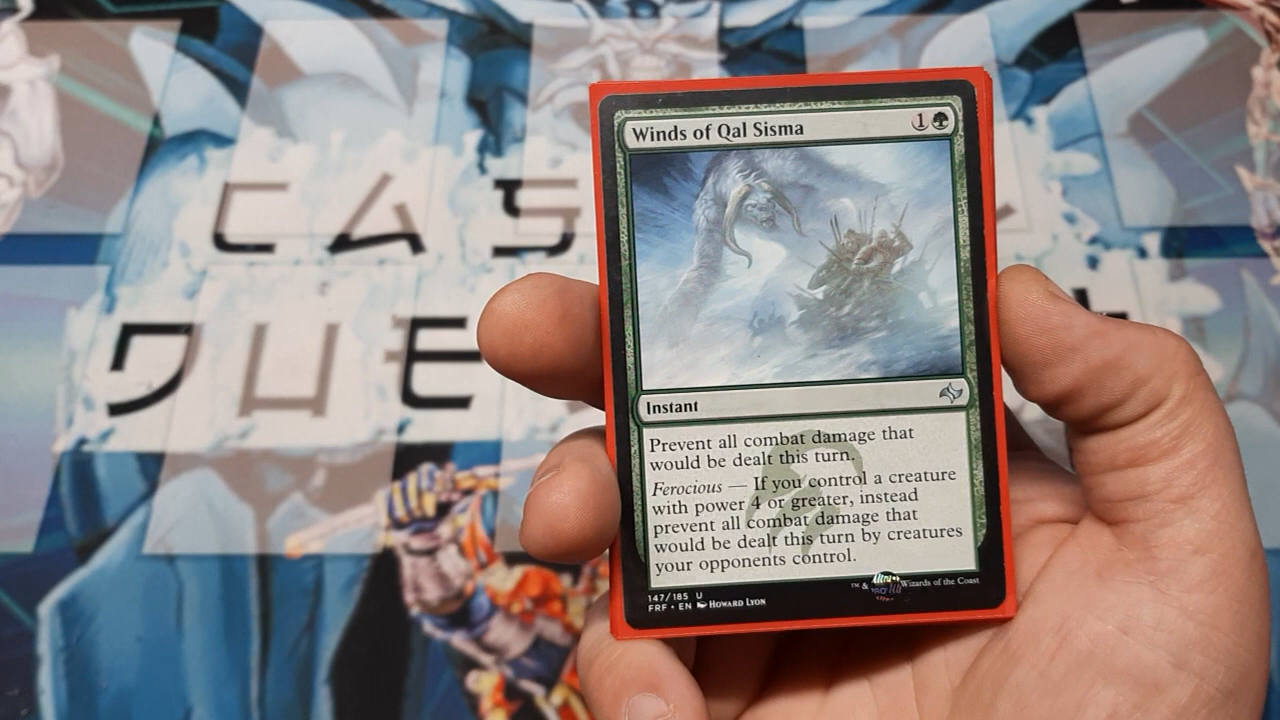 CAS
DUE
Winds of Qal Sisma
1
Instant
Prevent all combat damage that
would be dealt this turn.
Ferocious — If you control a creature
with power 4 or greater, instead
prevent all combat damage that
would be dealt this turn by creatures
your opponents control.
147/185 U
FRF • EN Howard Lyon
™ & Wizards of the Coast